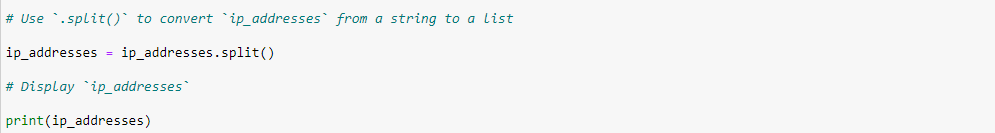 # Use `.split()` to convert `ip_addresses` from a string to a list
ip_addresses = ip_addresses.split()
# Display `ip_addresses`
print(ip_addresses)